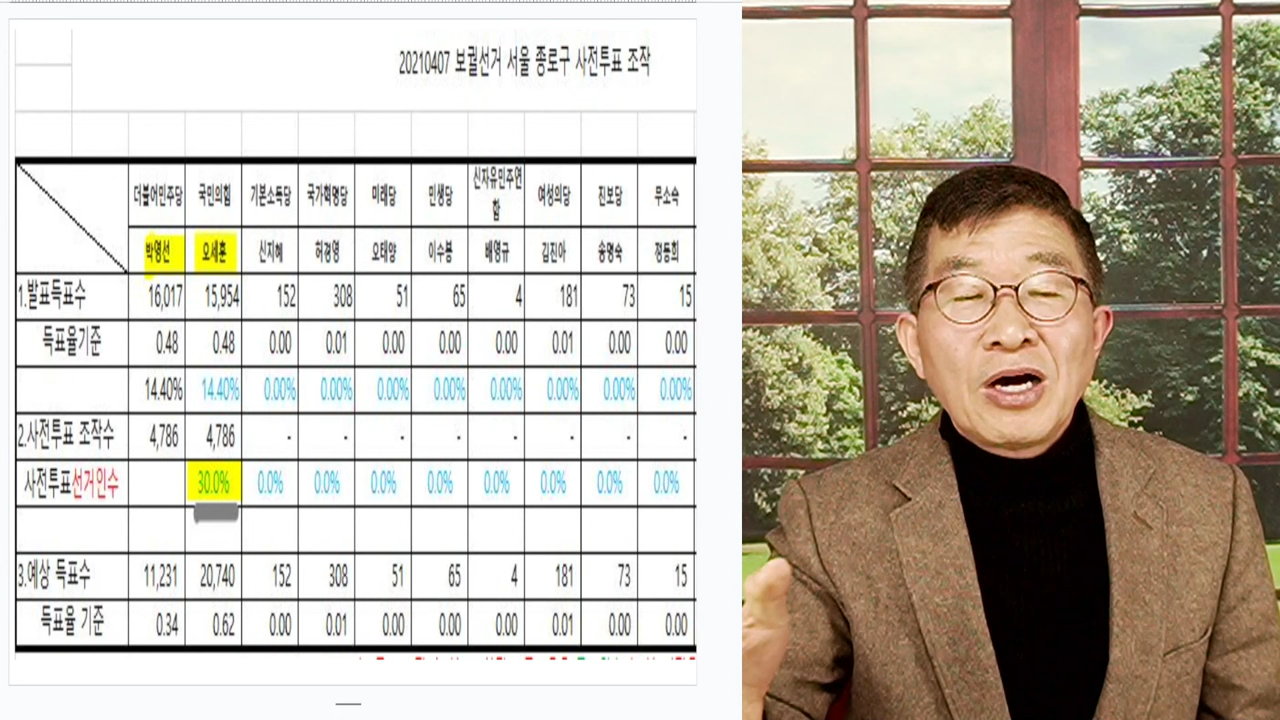 20210407 보궐선거 서울 종로구 사전투표 조작
더불어민주당 국민의힘 기본소득당 국가혁명당 미래당 민생당 신자유민주연합 여성의당 진보당 무소속
박영선 오세훈 신지혜 허경영 오태양 이수봉 배영규 김진아 송명숙 정동희
1.발표득표수 16,017 15,954 152 308 51 65 4 181 73 15
득표율기준 0.48 0.48 0.00 0.01 0.00 0.00 0.00 0.01 0.00 0.00
14.40% 14.40% 0.00% 0.00% 0.00% 0.00% 0.00% 0.00% 0.00% 0.00%
2.사전투표 조작수 4,786 4,786 - - - - - - - -
사전투표선거인수 30.0% 0.0% 0.0% 0.0% 0.0% 0.0% 0.0% 0.0% 0.0%
3.예상 득표수 11,231 20,740 152 308 51 65 4 181 73 15
득표율 기준 0.34 0.62 0.00 0.01 0.00 0.00 0.00 0.01 0.00 0.00